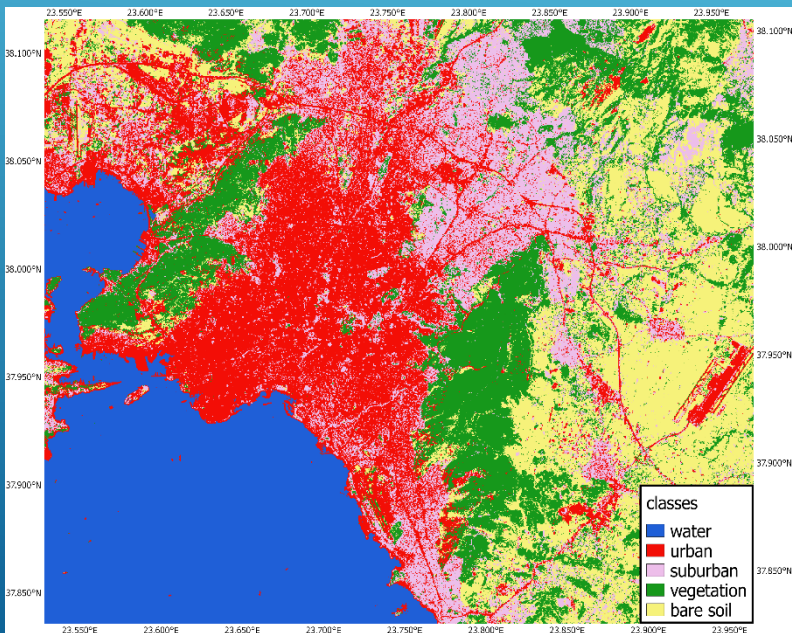 23.550°E 23.600°E 23.650°E 23.700°E 23.750°E 23.800°E 23.850°E 23.900°E 23.950°E
38.100°N 38.100°N
38.050°N 38.050°N
38.000°N 38.000°N
37.950°N 37.950°N
37.900°N 37.900°N
37.850°N 37.850°N
classes
water
urban
suburban
vegetation
bare soil
23.550°E 23.600°E 23.650°E 23.700°E 23.750°E 23.800°E 23.850°E 23.900°E 23.950°E